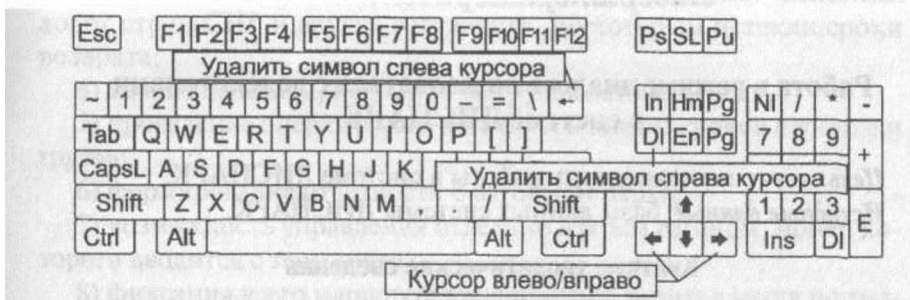 Esc F1 F2 F3 F4 F5 F6 F7 F8 F9 F10 F11 F12 Ps SL Pu
Удалить символ слева курсора
~ 1 2 3 4 5 6 7 8 9 0 _ = \ ← In Hm Pg Nl / * -
Tab Q W E R T Y U I O P [ ] Dl En Pg 7 8 9 +
CapsL A S D F G H J K Удалить символ справа курсора
Shift Z X C V B N M Shift ↑ 1 2 3 E
Ctrl Alt Alt Ctrl ← ↓ → Ins Dl
Курсор влево/вправо